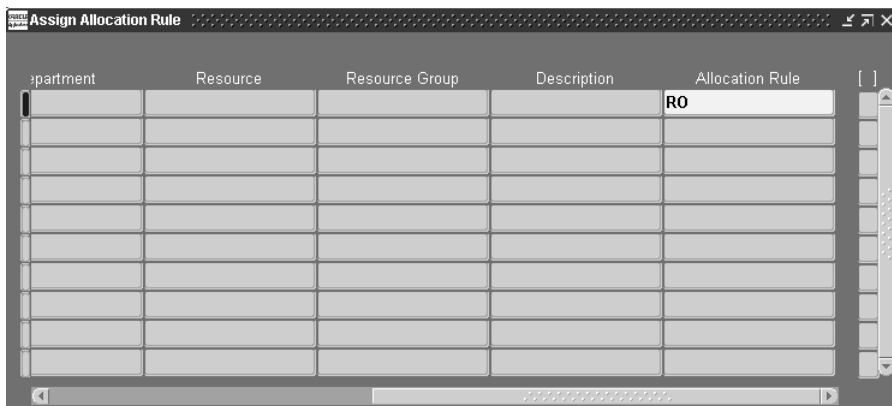 Assign Allocation Rule
epartment Resource Resource Group Description Allocation Rule [ ]
RO